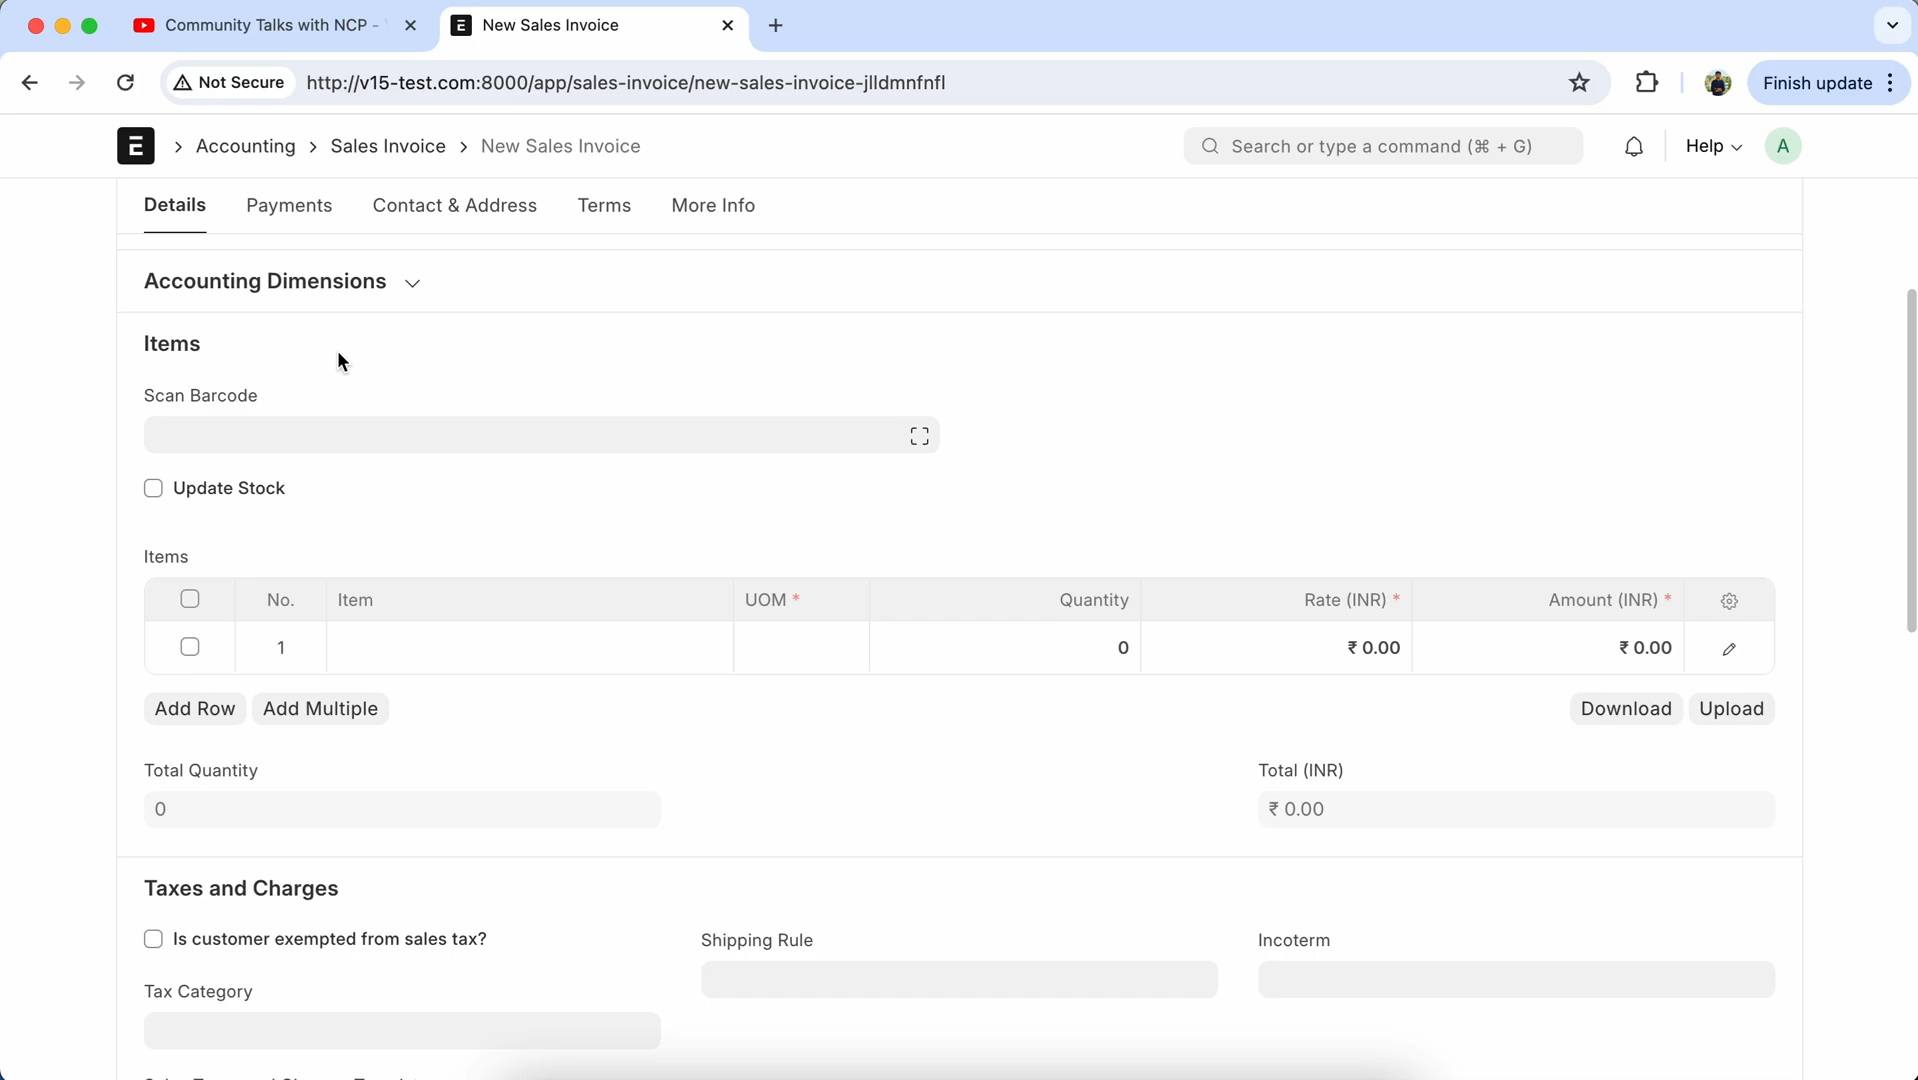 Community Talks with NCP -
New Sales Invoice
Not Secure
http://v15-test.com:8000/app/sales-invoice/new-sales-invoice-jlldmnfnfl
Finish update
E > Accounting > Sales Invoice > New Sales Invoice
Search or type a command (⌘ + G)
Help
A
Details Payments Contact & Address Terms More Info
Accounting Dimensions
Items
Scan Barcode
Update Stock
Items
No. Item UOM * Quantity Rate (INR) * Amount (INR) *
1 0 ₹ 0.00 ₹ 0.00
Add Row Add Multiple Download Upload
Total Quantity Total (INR)
0 ₹ 0.00
Taxes and Charges
Is customer exempted from sales tax? Shipping Rule Incoterm
Tax Category